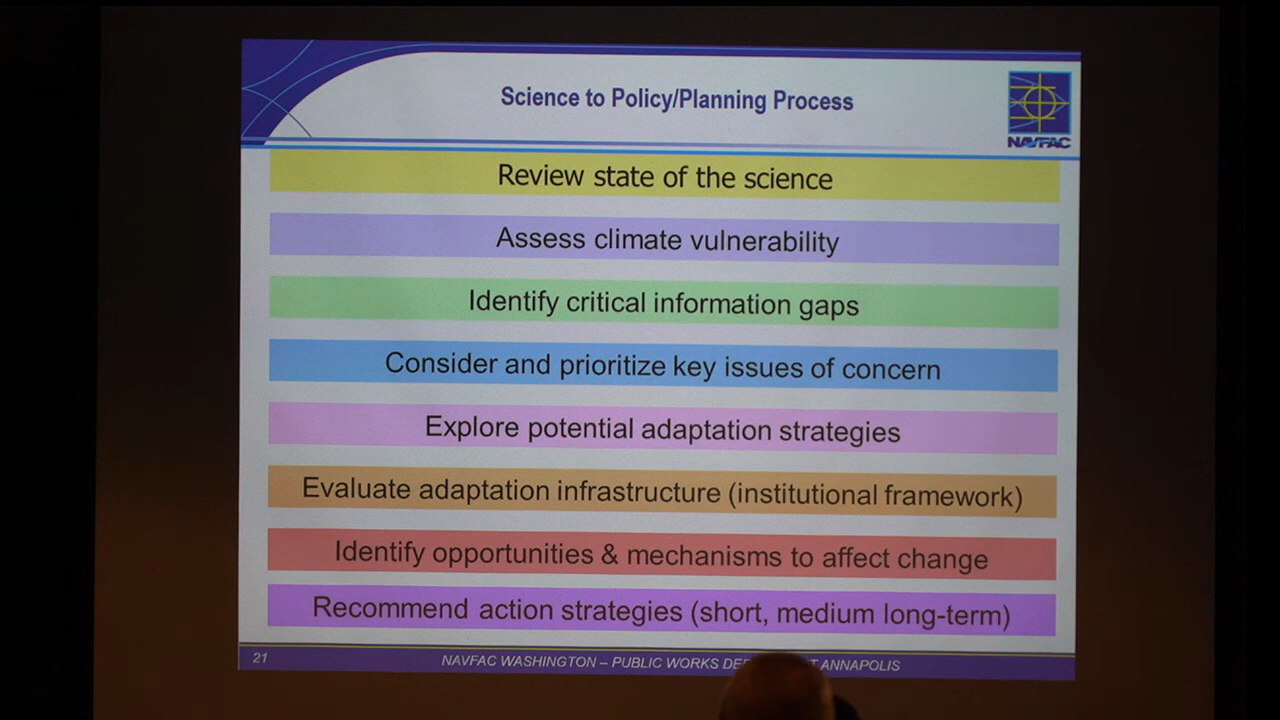 Science to Policy/Planning Process
NAVFAC
Review state of the science
Assess climate vulnerability
Identify critical information gaps
Consider and prioritize key issues of concern
Explore potential adaptation strategies
Evaluate adaptation infrastructure (institutional framework)
Identify opportunities & mechanisms to affect change
Recommend action strategies (short, medium long-term)
21
NAVFAC WASHINGTON – PUBLIC WORKS ANNAPOLIS